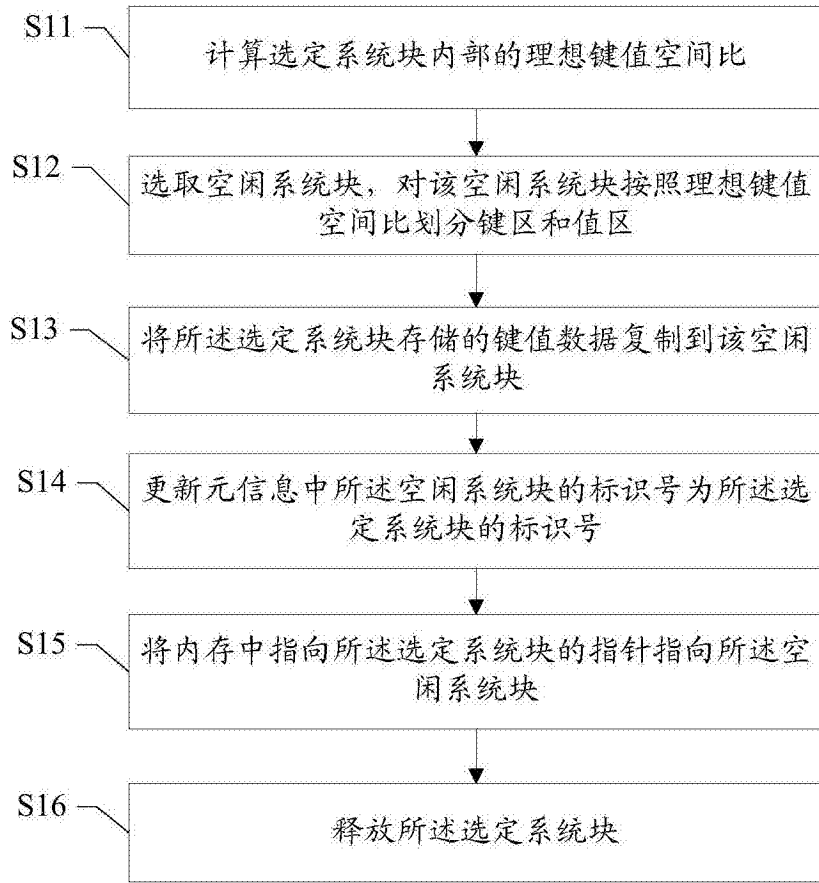 S11
计算选定系统块内部的理想键值空间比
S12
选取空闲系统块，对该空闲系统块按照理想键值
空间比划分键区和值区
S13
将所述选定系统块存储的键值数据复制到该空闲
系统块
S14
更新元信息中所述空闲系统块的标识号为所述选
定系统块的标识号
S15
将内存中指向所述选定系统块的指针指向所述空
闲系统块
S16
释放所述选定系统块